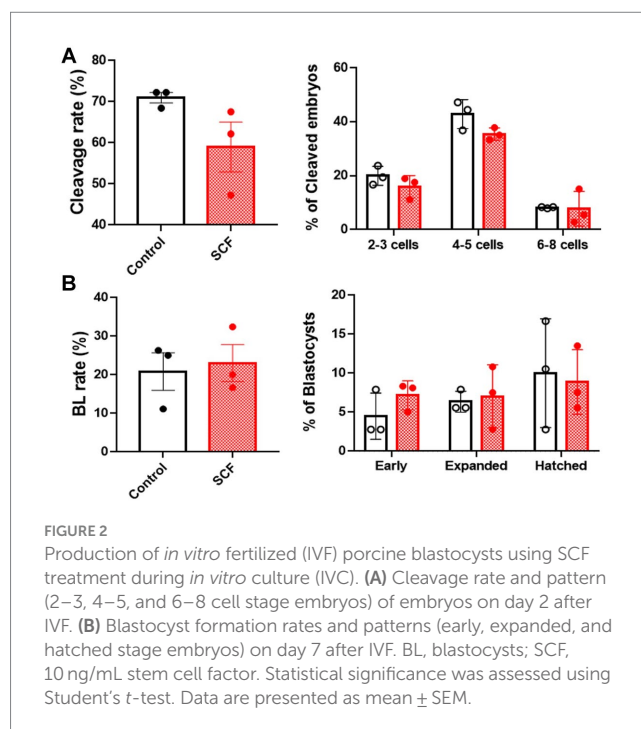 A
Cleavage rate (%)
80
70
60
50
40
Control
SCF
% of Cleaved embryos
60
40
20
0
2-3 cells
4-5 cells
6-8 cells
B
BL rate (%)
40
30
20
10
0
Control
SCF
% of Blastocysts
20
15
10
5
0
Early
Expanded
Hatched
FIGURE 2
Production of in vitro fertilized (IVF) porcine blastocysts using SCF
treatment during in vitro culture (IVC). (A) Cleavage rate and pattern
(2–3, 4–5, and 6–8 cell stage embryos) of embryos on day 2 after
IVF. (B) Blastocyst formation rates and patterns (early, expanded, and
hatched stage embryos) on day 7 after IVF. BL, blastocysts; SCF,
10 ng/mL stem cell factor. Statistical significance was assessed using
Student's t-test. Data are presented as mean ± SEM.